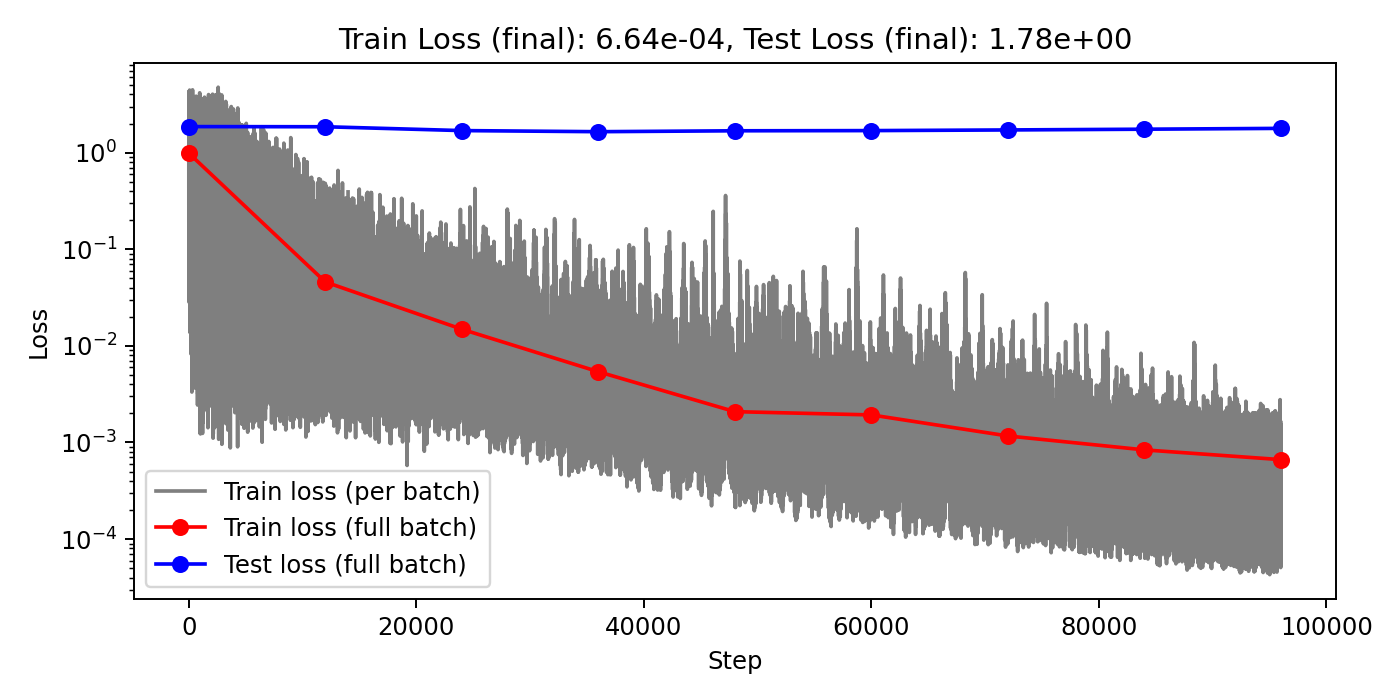 Train Loss (final): 6.64e-04, Test Loss (final): 1.78e+00
Loss
10⁰
10⁻¹
10⁻²
10⁻³
10⁻⁴
Train loss (per batch)
Train loss (full batch)
Test loss (full batch)
0 20000 40000 60000 80000 100000
Step